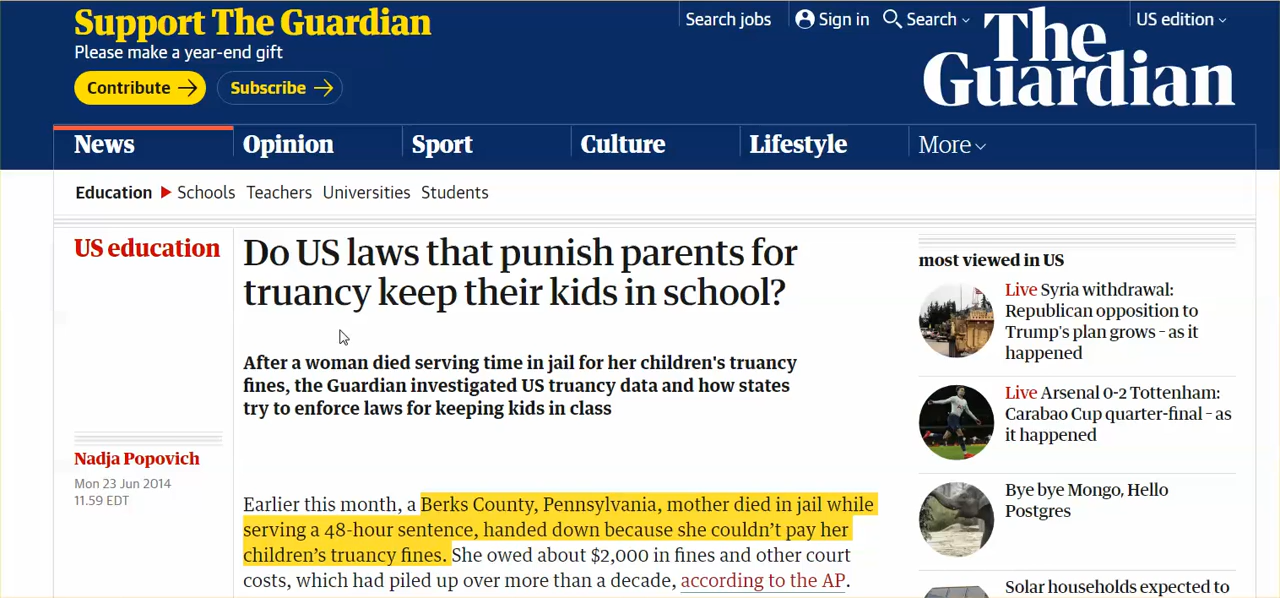 Support The Guardian
Please make a year-end gift
Contribute
Subscribe
Search jobs
Sign in
Search
US edition
The
Guardian
News
Opinion
Sport
Culture
Lifestyle
More
Education
Schools
Teachers
Universities
Students
US education
Do US laws that punish parents for
truancy keep their kids in school?
After a woman died serving time in jail for her children's truancy
fines, the Guardian investigated US truancy data and how states
try to enforce laws for keeping kids in class
Nadja Popovich
Mon 23 Jun 2014
11.59 EDT
Earlier this month, a Berks County, Pennsylvania, mother died in jail while
serving a 48-hour sentence, handed down because she couldn’t pay her
children’s truancy fines. She owed about $2,000 in fines and other court
costs, which had piled up over more than a decade, according to the AP.
most viewed in US
Live Syria withdrawal:
Republican opposition to
Trump's plan grows – as it
happened
Live Arsenal 0-2 Tottenham:
Carabao Cup quarter-final – as
it happened
Bye bye Mongo, Hello
Postgres
Solar households expected to